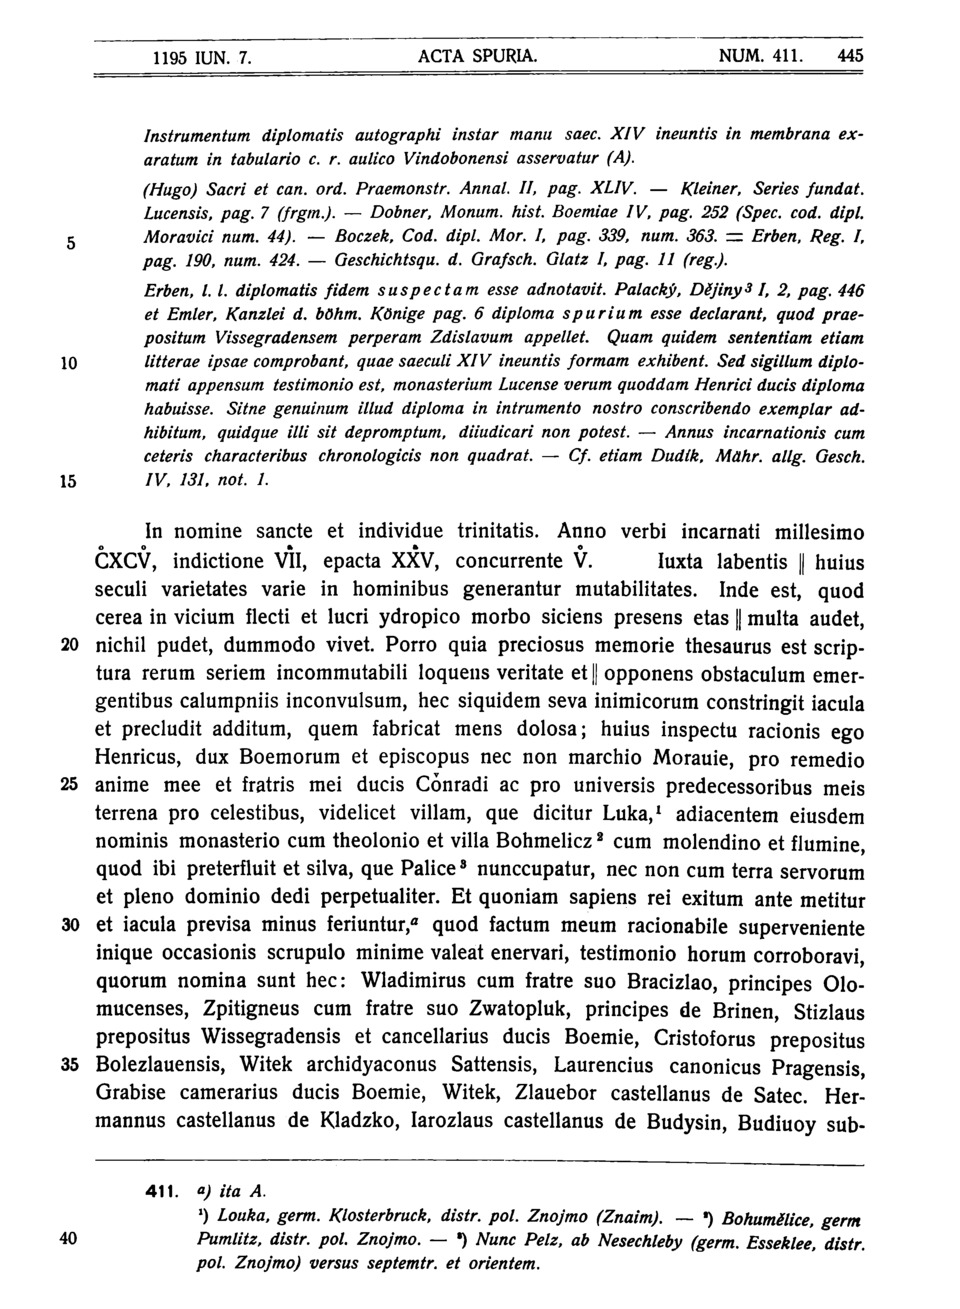 1195 IUN. 7. ACTA SPURIA. NUM. 411. 445
Instrumentum diplomatis autographi instar manu saec. XIV ineuntis in membrana ex-
aratum in tabulario c. r. aulico Vindobonensi asservatur (A).
(Hugo) Sacri et can. ord. Praemonstr. Annal. II, pag. XLIV. — Kleiner, Series fundat.
Lucensis, pag. 7 (frgm.). — Dobner, Monum. hist. Boemiae IV, pag. 252 (Spec. cod. dipl.
5 Moravici num. 44). — Boczek, Cod. dipl. Mor. I, pag. 339, num. 363. = Erben, Reg. I,
pag. 190, num. 424. — Geschichtsqu. d. Grafsch. Glatz I, pag. 11 (reg.).
Erben, l. l. diplomatis fidem suspectam esse adnotavit. Palacký, Dějiny³ I, 2, pag. 446
et Emler, Kanzlei d. böhm. Könige pag. 6 diploma spurium esse declarant, quod prae-
positum Vissegradensem perperam Zdislavum appellet. Quam quidem sententiam etiam
10 litterae ipsae comprobant, quae saeculi XIV ineuntis formam exhibent. Sed sigillum diplo-
mati appensum testimonio est, monasterium Lucense verum quoddam Henrici ducis diploma
habuisse. Sitne genuinum illud diploma in intrumento nostro conscribendo exemplar ad-
hibitum, quidque illi sit depromptum, diiudicari non potest. — Annus incarnationis cum
ceteris characteribus chronologicis non quadrat. — Cf. etiam Dudík, Mähr. allg. Gesch.
15 IV, 131, not. 1.
In nomine sancte et individue trinitatis. Anno verbi incarnati millesimo
C̊XCV̊, indictione VII, epacta XXV, concurrente V̊. Iuxta labentis || huius
seculi varietates varie in hominibus generantur mutabilitates. Inde est, quod
cerea in vicium flecti et lucri ydropico morbo siciens presens etas || multa audet,
20 nichil pudet, dummodo vivet. Porro quia preciosus memorie thesaurus est scrip-
tura rerum seriem incommutabili loquens veritate et || opponens obstaculum emer-
gentibus calumpniis inconvulsum, hec siquidem seva inimicorum constringit iacula
et precludit additum, quem fabricat mens dolosa; huius inspectu racionis ego
Henricus, dux Boemorum et episcopus nec non marchio Morauie, pro remedio
25 anime mee et fratris mei ducis Cǒnradi ac pro universis predecessoribus meis
terrena pro celestibus, videlicet villam, que dicitur Luka,¹ adiacentem eiusdem
nominis monasterio cum theolonio et villa Bohmelicz² cum molendino et flumine,
quod ibi preterfluit et silva, que Palice³ nunccupatur, nec non cum terra servorum
et pleno dominio dedi perpetualiter. Et quoniam sapiens rei exitum ante metitur
30 et iacula previsa minus feriuntur,ᵃ quod factum meum racionabile superveniente
inique occasionis scrupulo minime valeat enervari, testimonio horum corroboravi,
quorum nomina sunt hec: Wladimirus cum fratre suo Bracizlao, principes Olo-
mucenses, Zpitigneus cum fratre suo Zwatopluk, principes de Brinen, Stizlaus
prepositus Wissegradensis et cancellarius ducis Boemie, Cristoforus prepositus
35 Bolezlauensis, Witek archidyaconus Sattensis, Laurencius canonicus Pragensis,
Grabise camerarius ducis Boemie, Witek, Zlauebor castellanus de Satec. Her-
mannus castellanus de Kladzko, Iarozlaus castellanus de Budysin, Budiuoy sub-
411. a) ita A.
¹) Louka, germ. Klosterbruck, distr. pol. Znojmo (Znaim). — ²) Bohumělice, germ
40 Pumlitz, distr. pol. Znojmo. — ³) Nunc Pelz, ab Nesechleby (germ. Esseklee, distr.
pol. Znojmo) versus septemtr. et orientem.